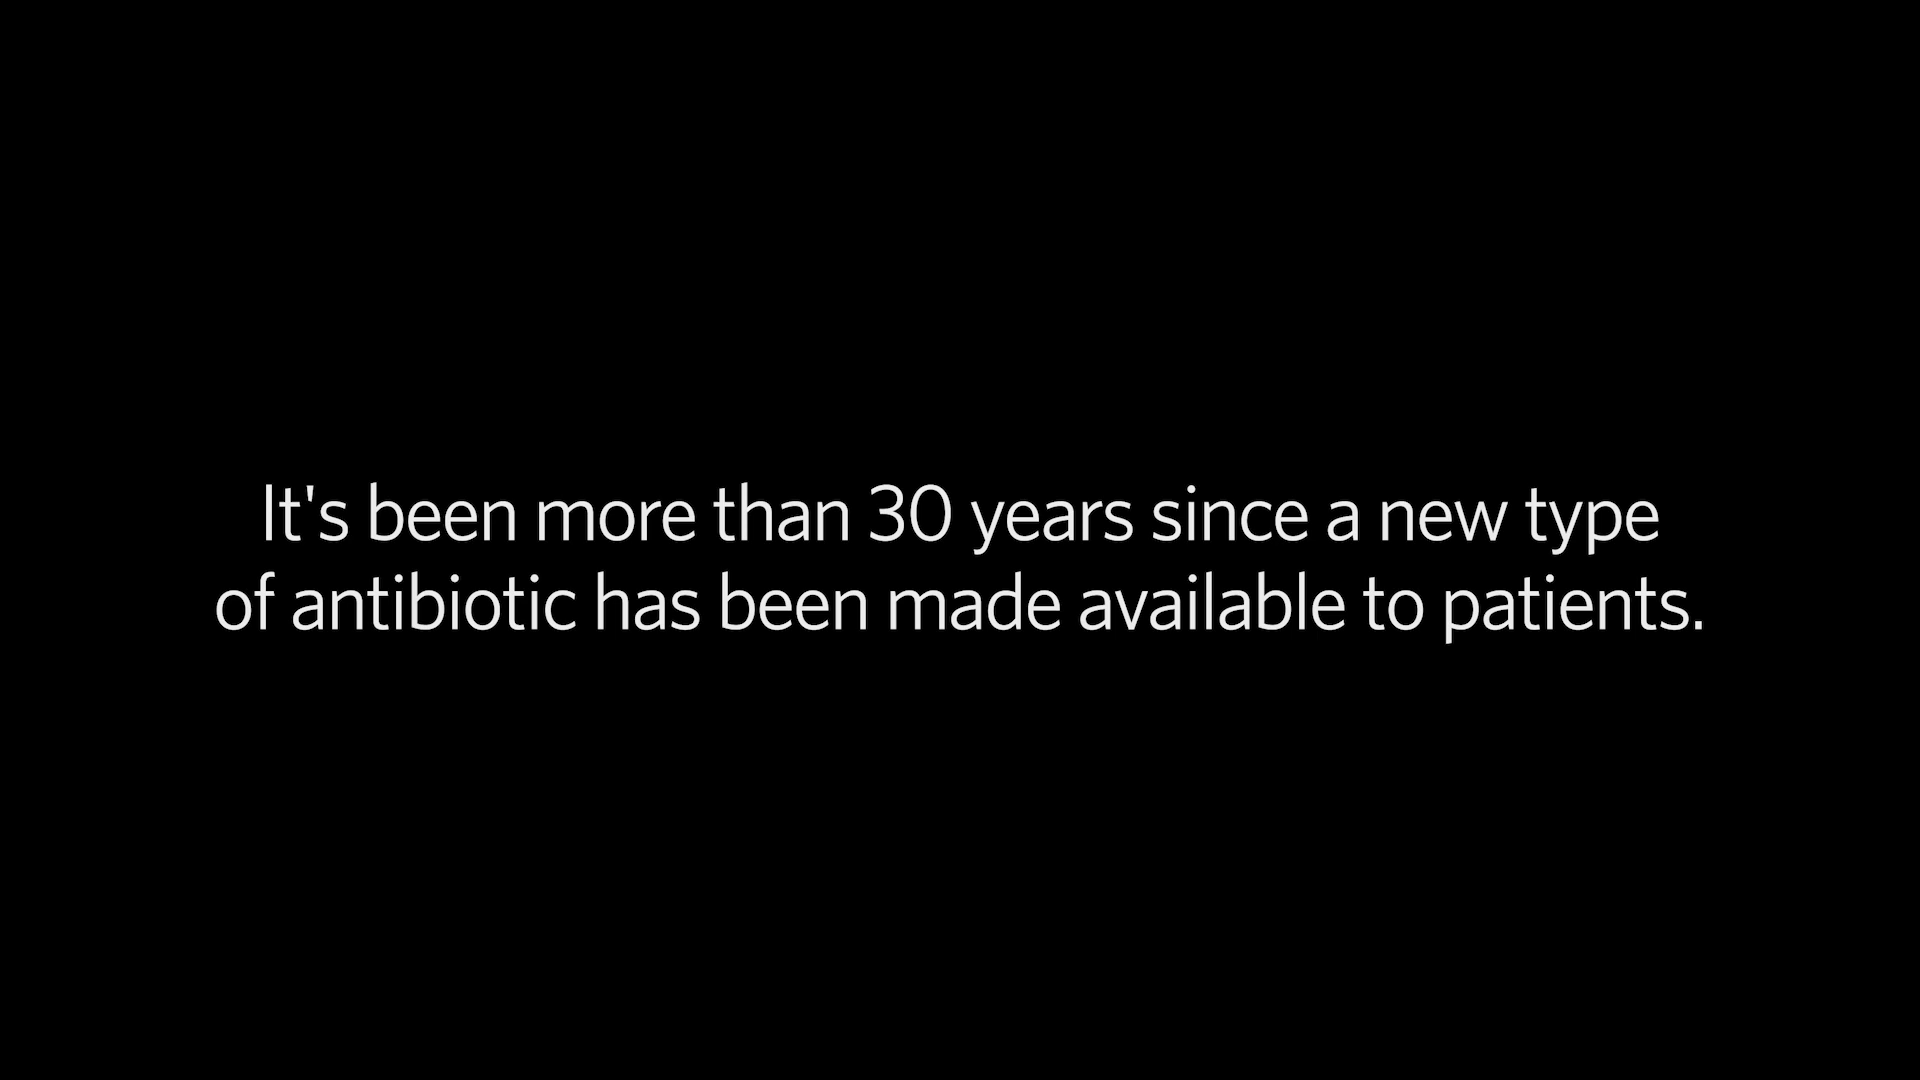 It's been more than 30 years since a new type
of antibiotic has been made available to patients.